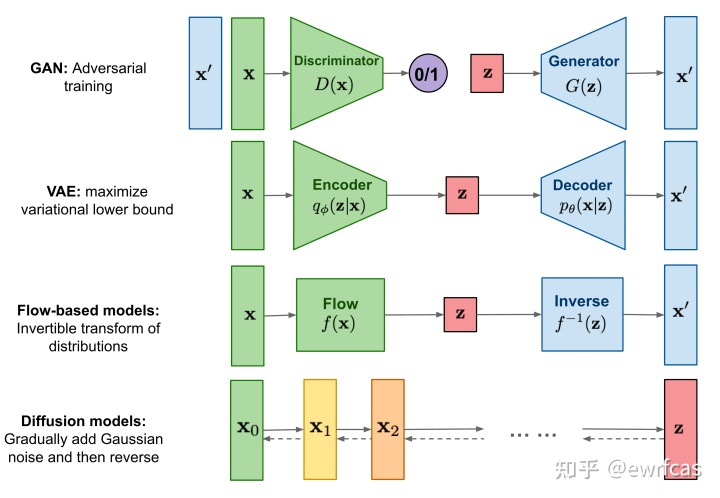 GAN: Adversarial
training
x′
x
Discriminator
D(x)
0/1
z
Generator
G(z)
x′
VAE: maximize
variational lower bound
x
Encoder
qϕ(z|x)
z
Decoder
pθ(x|z)
x′
Flow-based models:
Invertible transform of
distributions
x
Flow
f(x)
z
Inverse
f⁻¹(z)
x′
Diffusion models:
Gradually add Gaussian
noise and then reverse
x₀
x₁
x₂
... ...
z
知乎 @ewrfcas